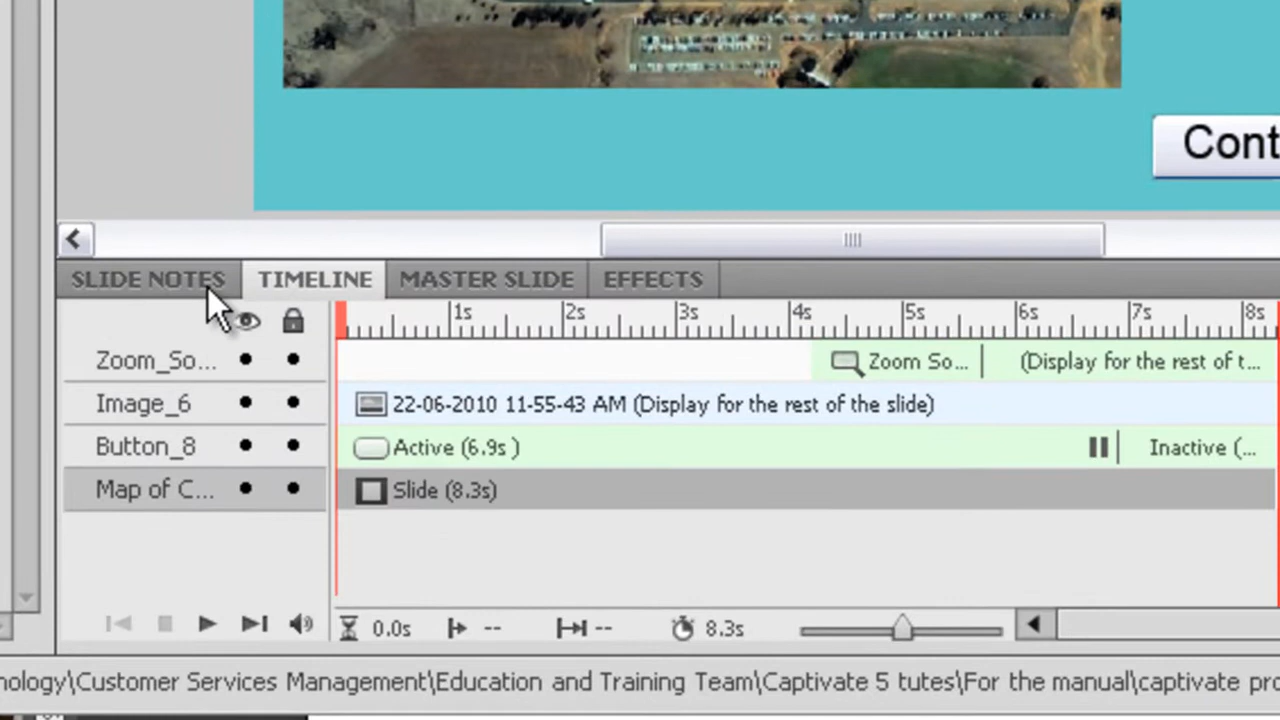 Cont
SLIDE NOTES TIMELINE MASTER SLIDE EFFECTS
1s 2s 3s 4s 5s 6s 7s 8s
Zoom_So... Zoom So... (Display for the rest of t...
Image_6 22-06-2010 11-55-43 AM (Display for the rest of the slide)
Button_8 Active (6.9s ) Inactive (...
Map of C... Slide (8.3s)
0.0s -- -- 8.3s
nology\Customer Services Management\Education and Training Team\Captivate 5 tutes\For the manual\captivate pro